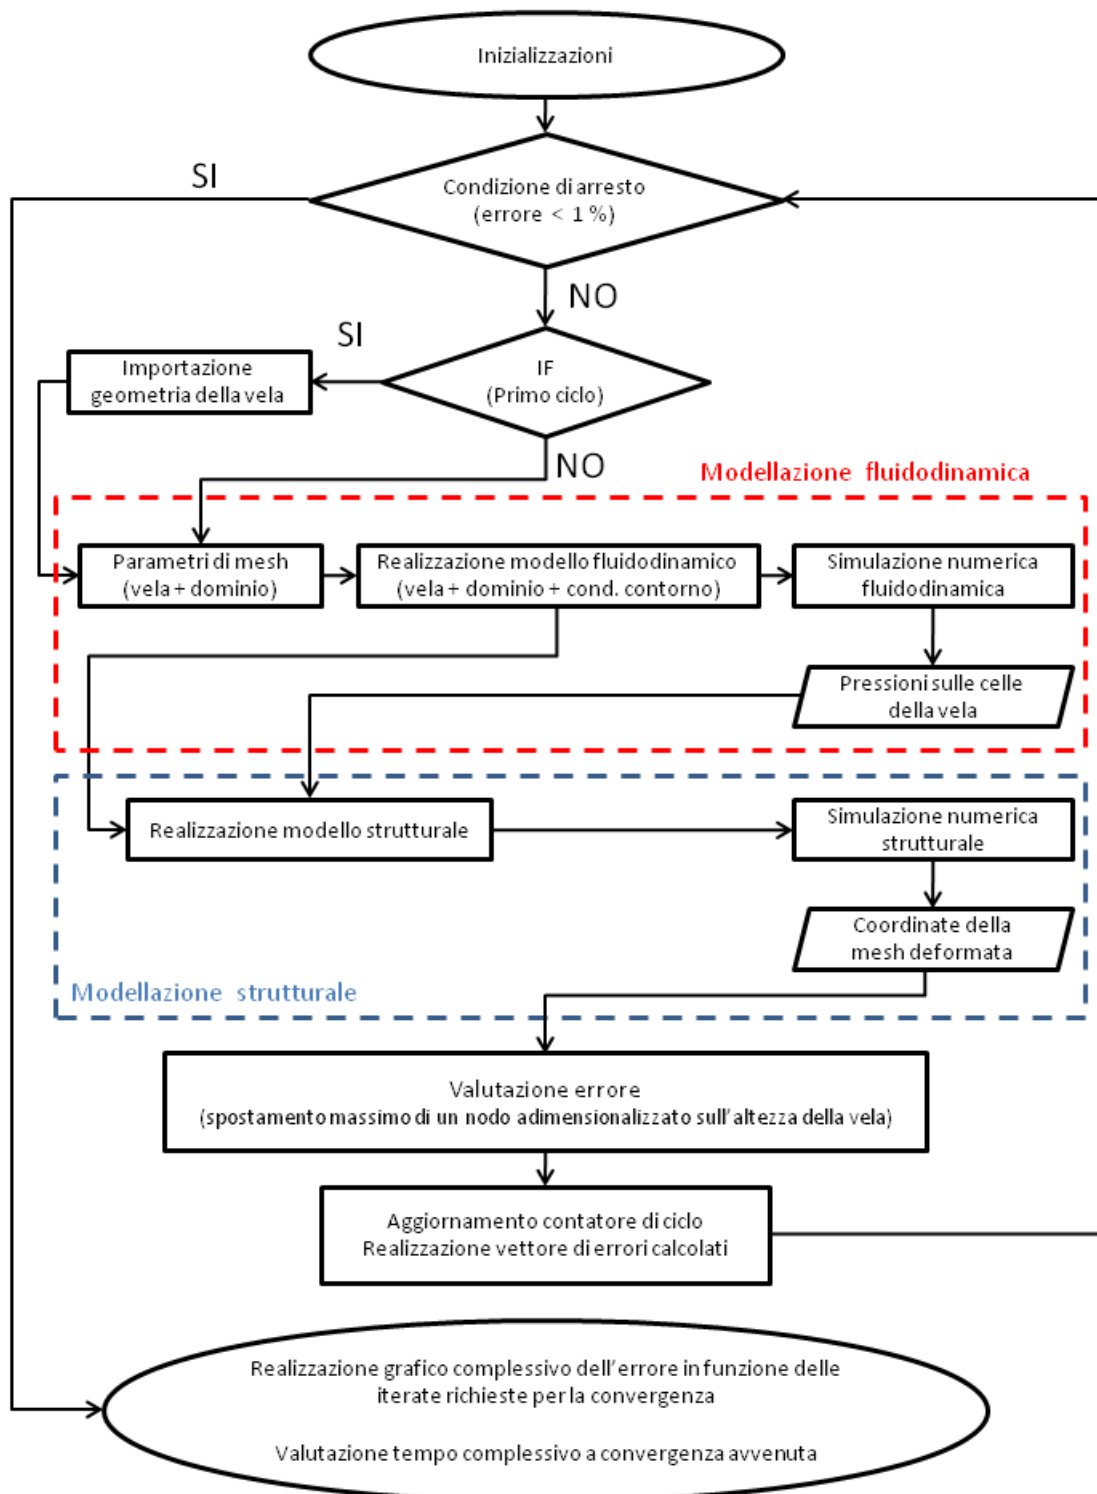 Inizializzazioni
SI
Condizione di arresto
(errore < 1 %)
NO
SI
IF
(Primo ciclo)
Importazione
geometria della vela
NO
Modellazione fluidodinamica
Parametri di mesh
(vela + dominio)
Realizzazione modello fluidodinamico
(vela + dominio + cond. contorno)
Simulazione numerica
fluidodinamica
Pressioni sulle celle
della vela
Realizzazione modello strutturale
Simulazione numerica
strutturale
Coordinate della
mesh deformata
Modellazione strutturale
Valutazione errore
(spostamento massimo di un nodo adimensionalizzato sull'altezza della vela)
Aggiornamento contatore di ciclo
Realizzazione vettore di errori calcolati
Realizzazione grafico complessivo dell'errore in funzione delle
iterate richieste per la convergenza
Valutazione tempo complessivo a convergenza avvenuta